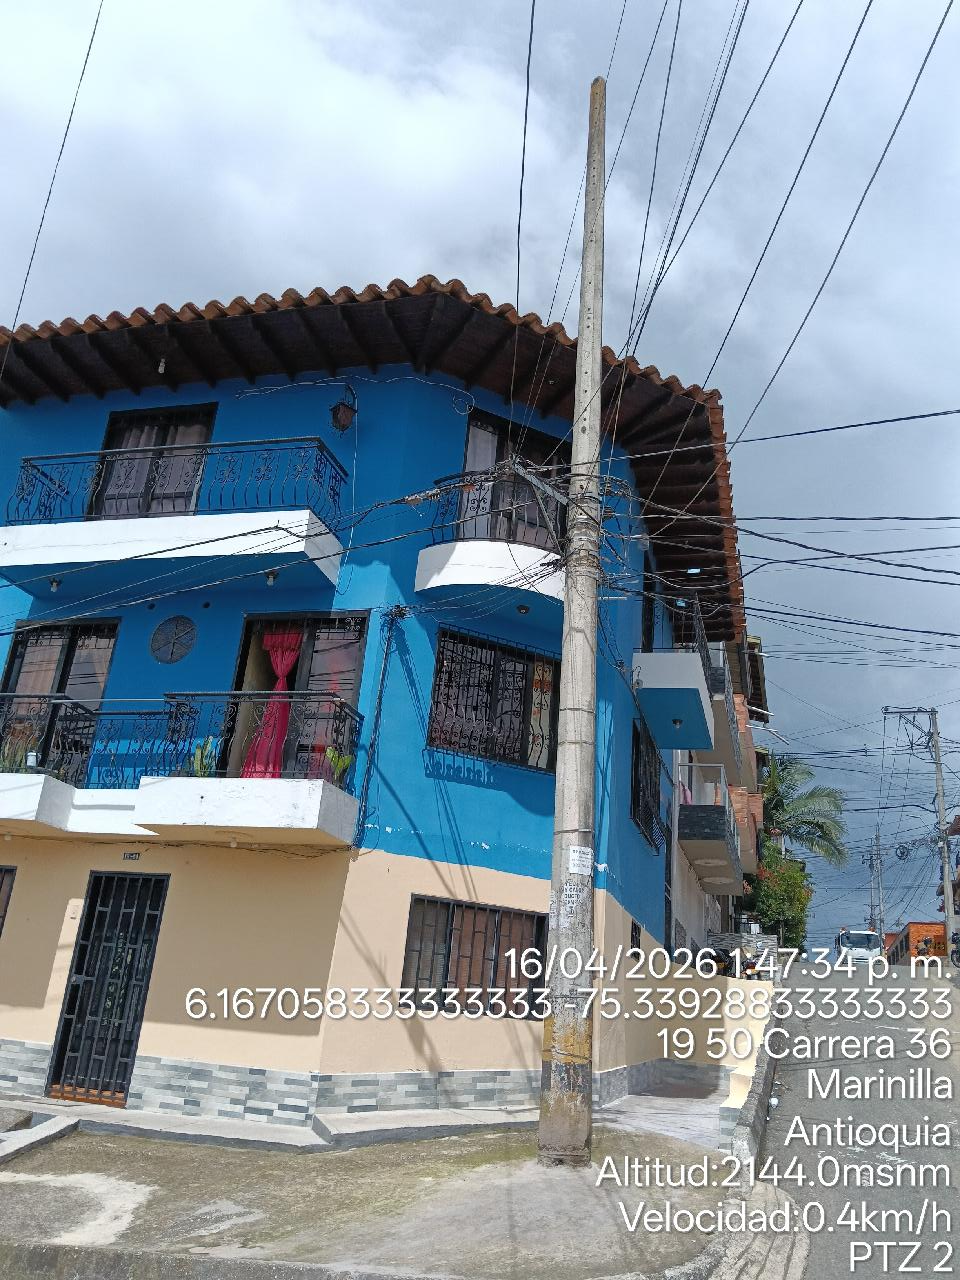 16/04/2026 1:47:34 p. m.
6.167058333333333 -75.33928833333333
19 50 Carrera 36
Marinilla
Antioquia
Altitud:2144.0msnm
Velocidad:0.4km/h
PTZ 2